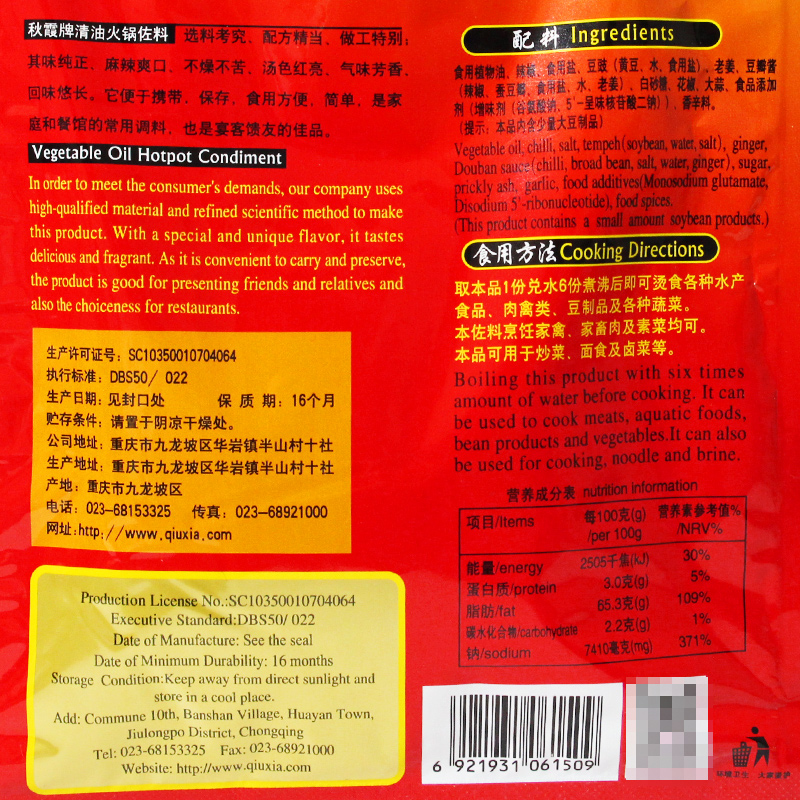 秋霞牌清油火锅佐料 选料考究、配方精当、做工特别;
其味纯正、麻辣爽口、不燥不苦、汤色红亮、气味芳香,
回味悠长。它便于携带,保存,食用方便、简单,是家
庭和餐馆的常用调料,也是宴客馈友的佳品。
Vegetable Oil Hotpot Condiment
In order to meet the consumer's demands, our company uses
high-qualified material and refined scientific method to make
this product. With a special and unique flavor, it tastes
delicious and fragrant. As it is convenient to carry and preserve,
the product is good for presenting friends and relatives and
also the choiceness for restaurants.
生产许可证号: SC10350010704064
执行标准: DBS50/ 022
生产日期: 见封口处 保 质 期: 16个月
贮存条件: 请置于阴凉干燥处。
公司地址: 重庆市九龙坡区华岩镇半山村十社
生产地址: 重庆市九龙坡区华岩镇半山村十社
产地: 重庆市九龙坡区
电话: 023-68153325 传真: 023-68921000
网址:http://www.qiuxia.com
Production License No.:SC10350010704064
Executive Standard:DBS50/ 022
Date of Manufacture: See the seal
Date of Minimum Durability: 16 months
Storage Condition:Keep away from direct sunlight and
store in a cool place.
Add: Commune 10th, Banshan Village, Huayan Town,
Jiulongpo District, Chongqing
Tel: 023-68153325 Fax: 023-68921000
Website: http://www.qiuxia.com
配料 Ingredients
食用植物油、辣椒、食用盐、豆豉(黄豆、水、食用盐)、老姜、豆瓣酱
(辣椒、蚕豆瓣、食用盐、水、老姜)、白砂糖、花椒、大蒜、食品添加
剂(增味剂(谷氨酸钠、5'-呈味核苷酸二钠))、香辛料。
(提示:本品内含少量大豆制品)
Vegetable oil, chilli, salt, tempeh(soybean, water, salt), ginger,
Douban sauce(chilli, broad bean, salt, water, ginger), sugar,
prickly ash, garlic, food additives(Monosodium glutamate,
Disodium 5'-ribonucleotide), food spices.
(This product contains a small amount soybean products.)
食用方法 Cooking Directions
取本品1份兑水6份煮沸后即可烫食各种水产
食品、肉禽类、豆制品及各种蔬菜。
本佐料烹饪家禽、家畜肉及素菜均可。
本品可用于炒菜、面食及卤菜等。
Boiling this product with six times
amount of water before cooking. It can
be used to cook meats, aquatic foods,
bean products and vegetables.It can also
be used for cooking, noodle and brine.
营养成分表 nutrition information
项目/Items 每100克(g)/per 100g 营养素参考值%/NRV%
能量/energy 2505千焦(kJ) 30%
蛋白质/protein 3.0克(g) 5%
脂肪/fat 65.3克(g) 109%
碳水化合物/carbohydrate 2.2克(g) 1%
钠/sodium 7410毫克(mg) 371%
6 921931 061509